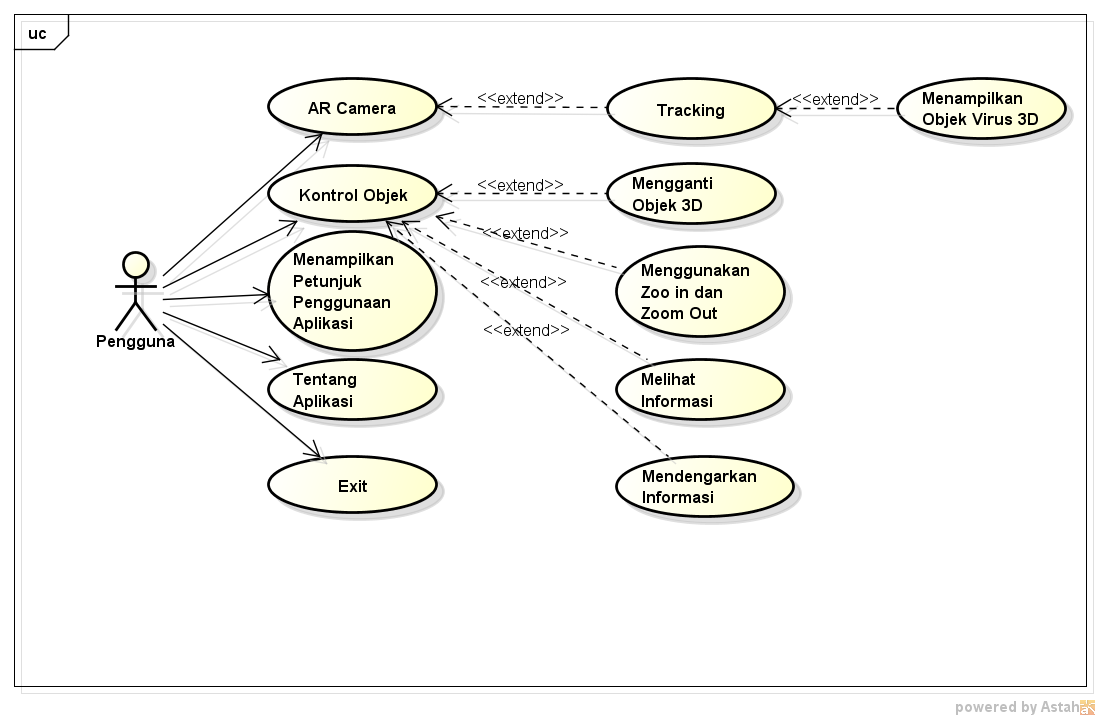 uc
AR Camera
<<extend>>
Tracking
<<extend>>
Menampilkan
Objek Virus 3D
Kontrol Objek
<<extend>>
Mengganti
Objek 3D
<<extend>>
Menampilkan
Petunjuk
Penggunaan
Aplikasi
<<extend>>
Menggunakan
Zoo in dan
Zoom Out
<<extend>>
Pengguna
Tentang
Aplikasi
Melihat
Informasi
Exit
Mendengarkan
Informasi
powered by Astah